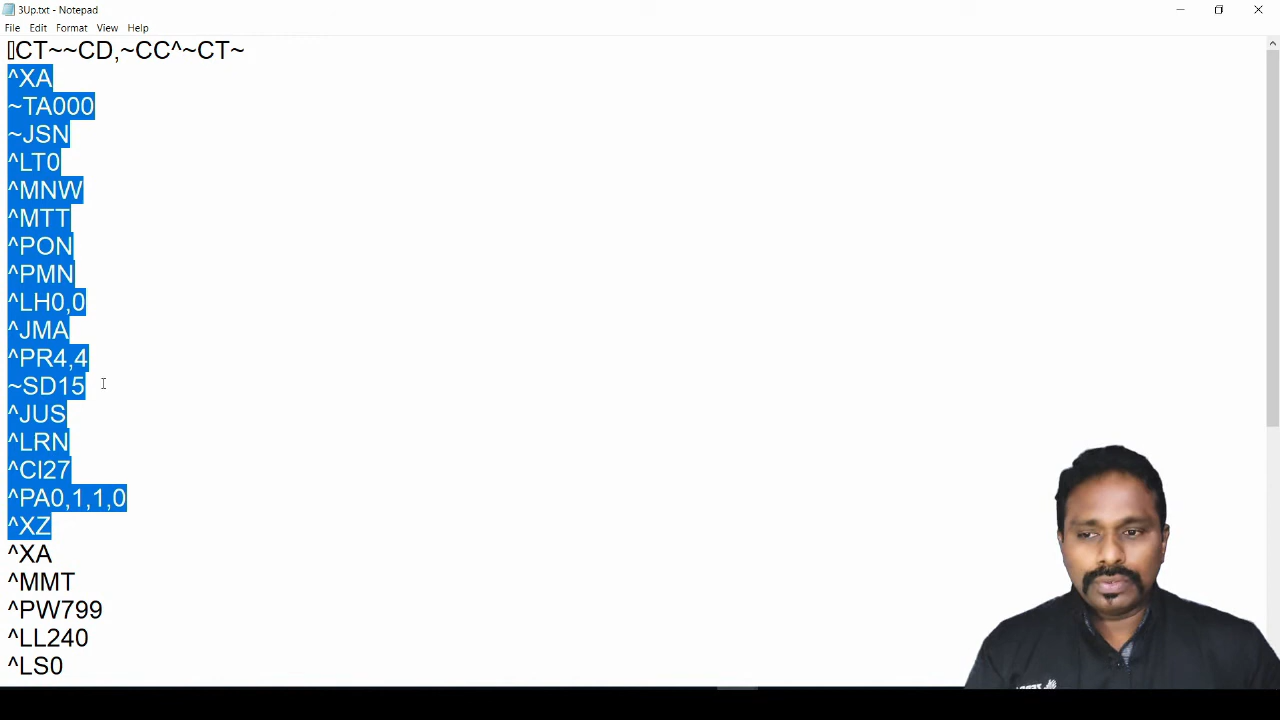 3Up.txt - Notepad
File Edit Format View Help
CT~~CD,~CC^~CT~
^XA
~TA000
~JSN
^LT0
^MNW
^MTT
^PON
^PMN
^LH0,0
^JMA
^PR4,4
~SD15
^JUS
^LRN
^CI27
^PA0,1,1,0
^XZ
^XA
^MMT
^PW799
^LL240
^LS0